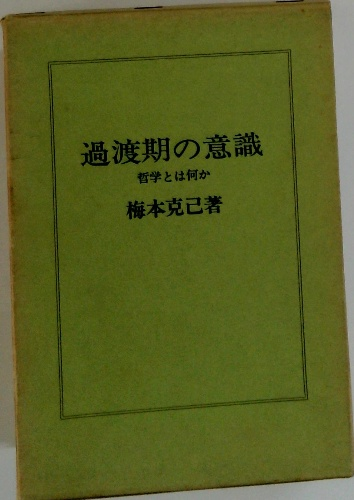 過渡期の意識
哲学とは何か
梅本克己著